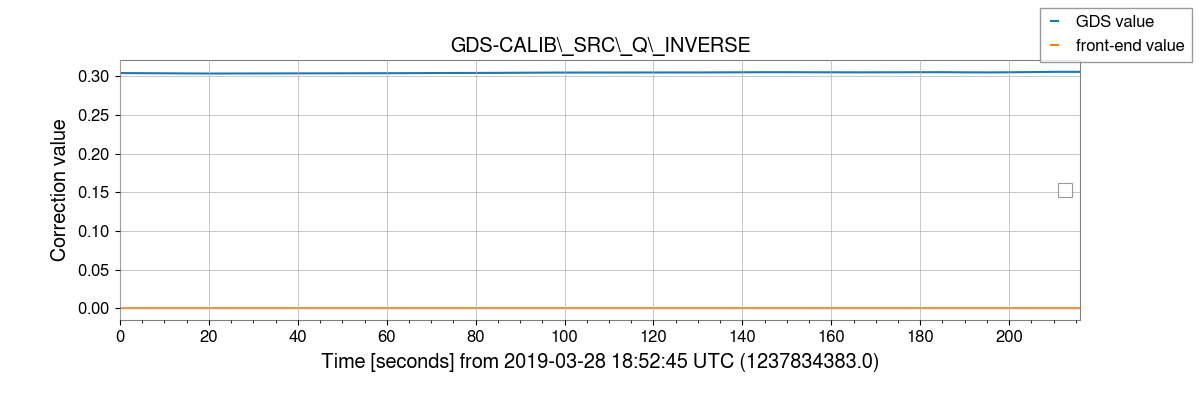 GDS value
front-end value
GDS-CALIB\_SRC\_Q\_INVERSE
Correction value
0.30
0.25
0.20
0.15
0.10
0.05
0.00
0 20 40 60 80 100 120 140 160 180 200
Time [seconds] from 2019-03-28 18:52:45 UTC (1237834383.0)